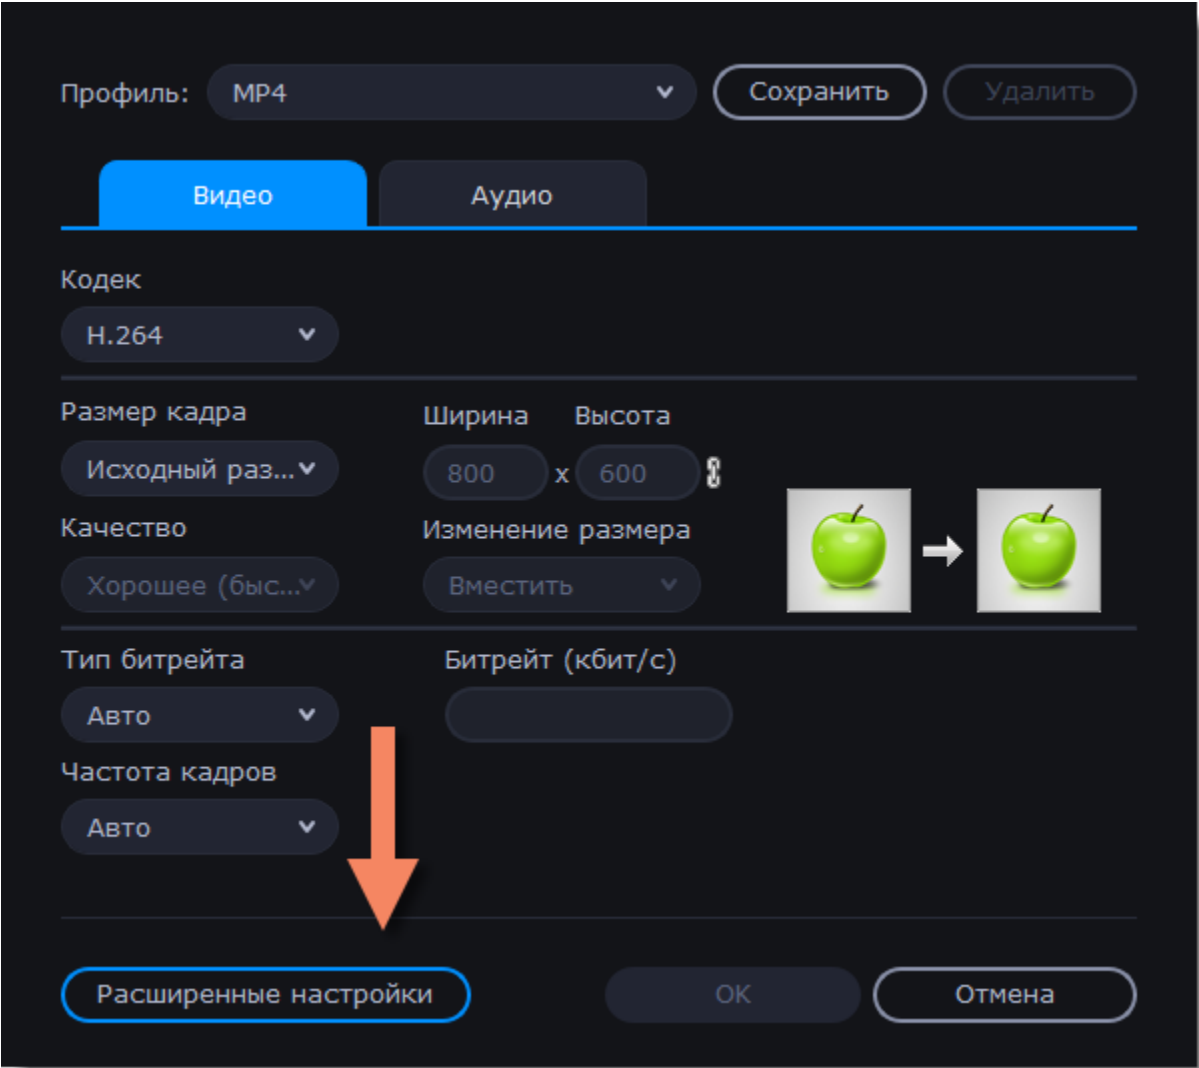 Профиль: MP4 Сохранить Удалить
Видео Аудио
Кодек
H.264
Размер кадра Ширина Высота
Исходный раз... 800 x 600
Качество Изменение размера
Хорошее (быс... Вместить
Тип битрейта Битрейт (кбит/с)
Авто
Частота кадров
Авто
Расширенные настройки OK Отмена